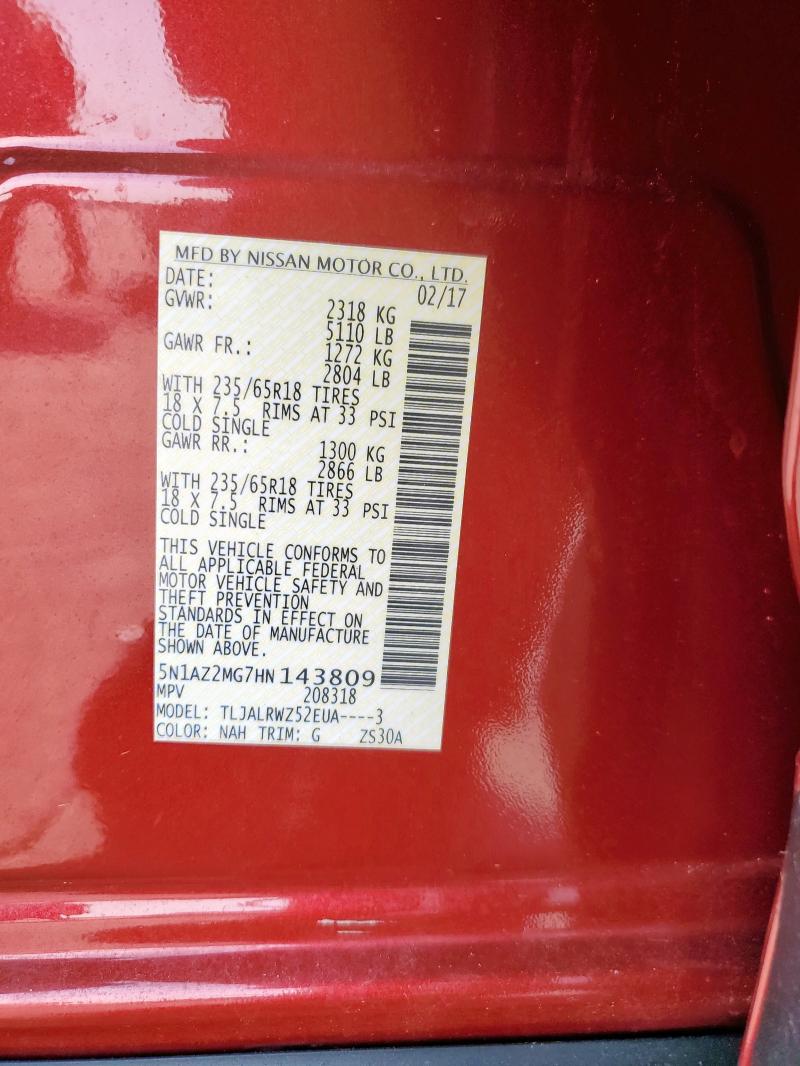 MFD BY NISSAN MOTOR CO., LTD.
DATE: 02/17
GVWR: 2318 KG
5110 LB
GAWR FR.: 1272 KG
2804 LB
WITH 235/65R18 TIRES
18 X 7.5 RIMS AT 33 PSI
COLD SINGLE
GAWR RR.: 1300 KG
2866 LB
WITH 235/65R18 TIRES
18 X 7.5 RIMS AT 33 PSI
COLD SINGLE
THIS VEHICLE CONFORMS TO
ALL APPLICABLE FEDERAL
MOTOR VEHICLE SAFETY AND
THEFT PREVENTION
STANDARDS IN EFFECT ON
THE DATE OF MANUFACTURE
SHOWN ABOVE.
5N1AZ2MG7HN143809
MPV 208318
MODEL: TLJALRWZ52EUA----3
COLOR: NAH TRIM: G ZS30A